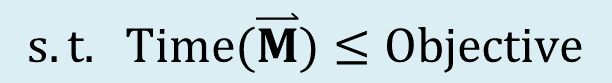 s. t. Time(𝐌⃗) ≤ Objective